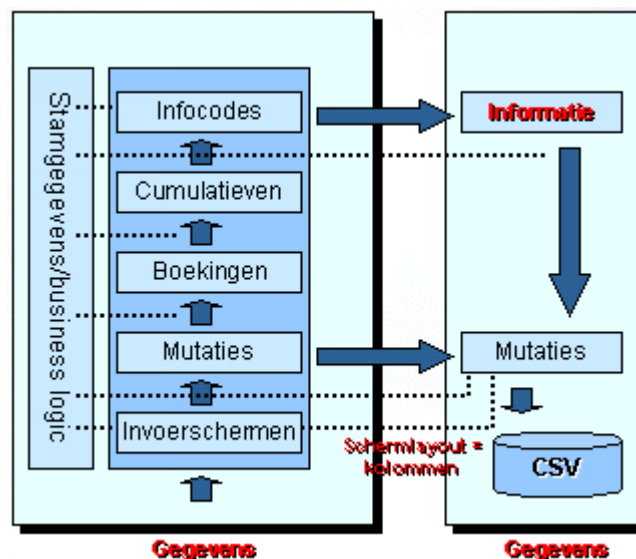 Stamgegevens/business logic
Infocodes
Cumulatieven
Boekingen
Mutaties
Invoerschermen
Gegevens
Informatie
Mutaties
Schermlayout =
kolommen
CSV
Gegevens